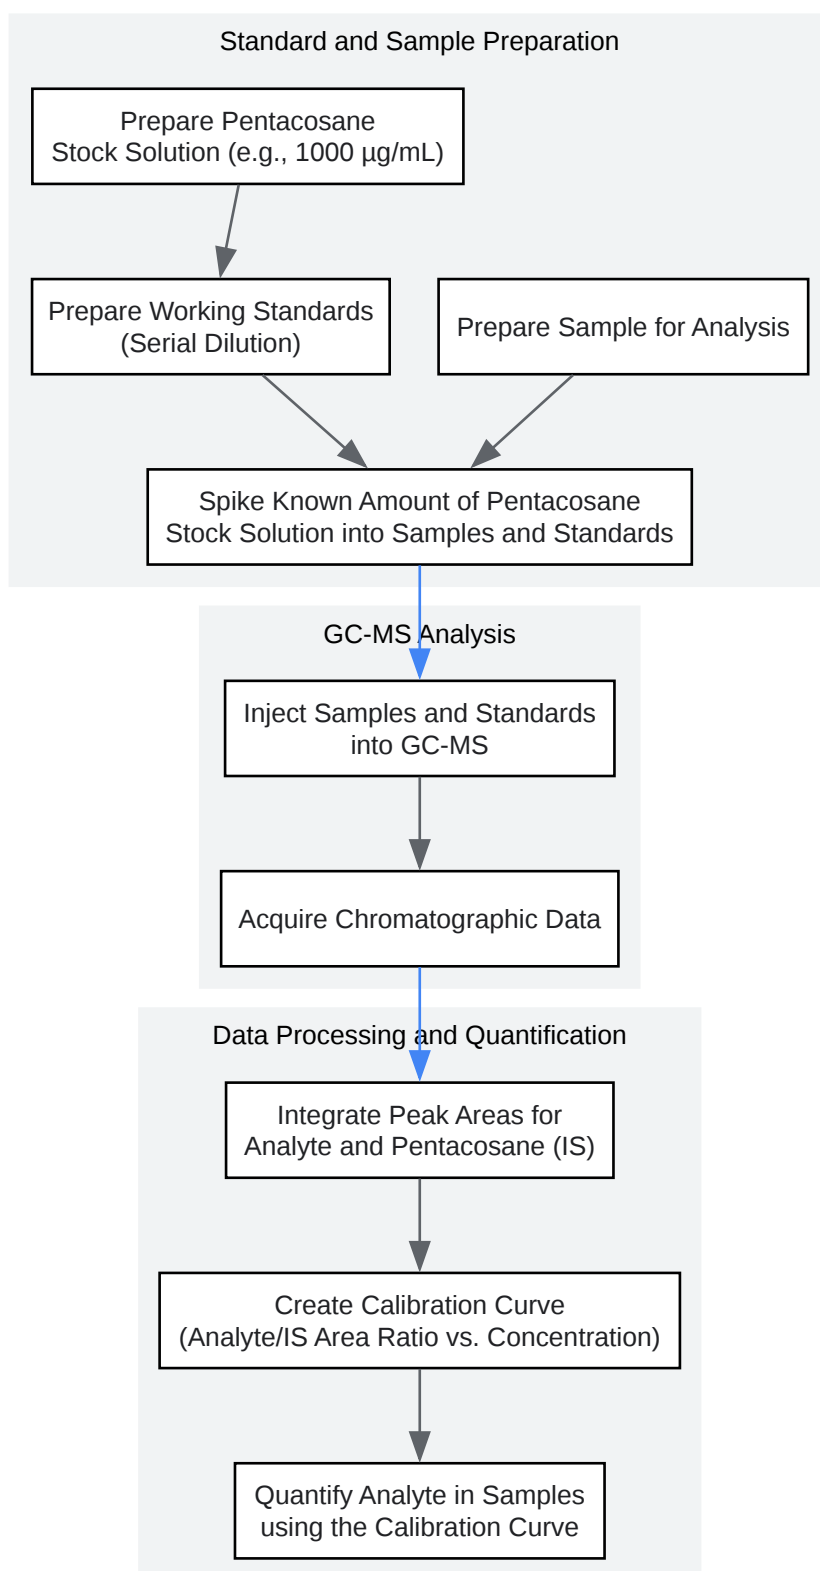 Standard and Sample Preparation
Prepare Pentacosane
Stock Solution (e.g., 1000 µg/mL)
Prepare Working Standards
(Serial Dilution)
Prepare Sample for Analysis
Spike Known Amount of Pentacosane
Stock Solution into Samples and Standards
GC-MS Analysis
Inject Samples and Standards
into GC-MS
Acquire Chromatographic Data
Data Processing and Quantification
Integrate Peak Areas for
Analyte and Pentacosane (IS)
Create Calibration Curve
(Analyte/IS Area Ratio vs. Concentration)
Quantify Analyte in Samples
using the Calibration Curve